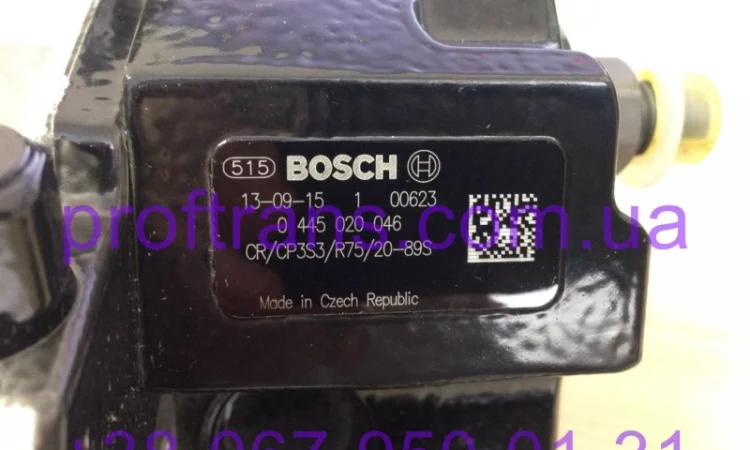 515 BOSCH
13-09-15 1 00623
proftrans.com.ua
0 445 020 046
CR/CP3S3/R75/20-89S
Made in Czech Republic